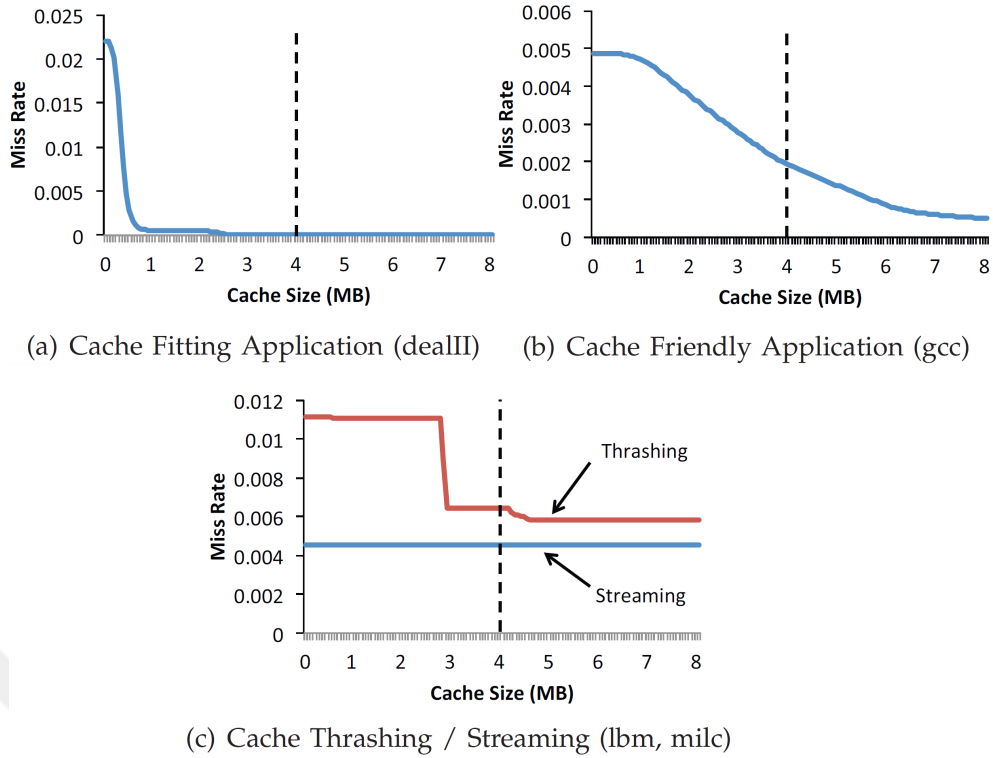 0.025
0.02
0.015
0.01
0.005
0
Miss Rate
0 1 2 3 4 5 6 7 8
Cache Size (MB)
(a) Cache Fitting Application (dealII)
0.006
0.005
0.004
0.003
0.002
0.001
0
Miss Rate
0 1 2 3 4 5 6 7 8
Cache Size (MB)
(b) Cache Friendly Application (gcc)
0.012
0.01
0.008
0.006
0.004
0.002
0
Miss Rate
Thrashing
Streaming
0 1 2 3 4 5 6 7 8
Cache Size (MB)
(c) Cache Thrashing / Streaming (lbm, milc)